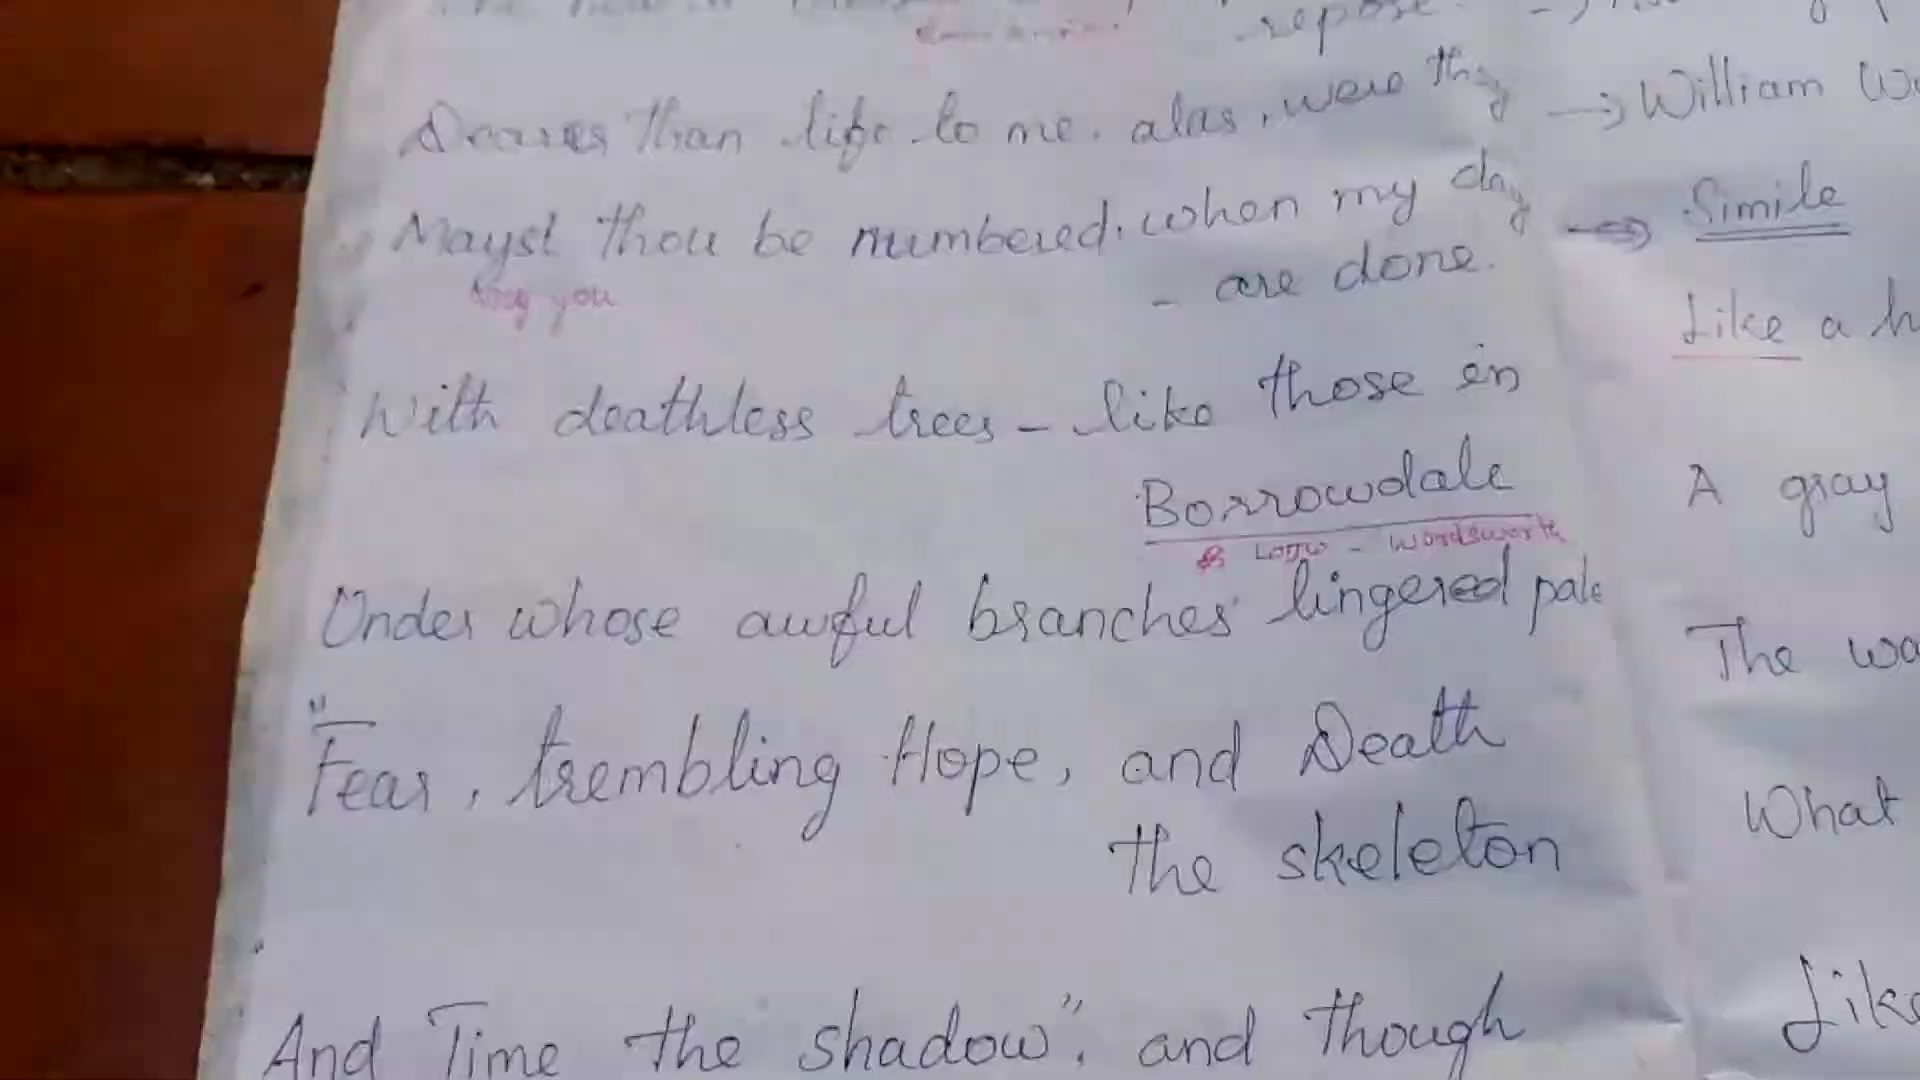 repose.
Dearer than life to me, alas, were they
Mayst thou be numbered, when my days
- are done.
you
With deathless trees - like those in
Borrowdale
Wordsworth
Under whose awful branches lingered pale
"Fear, trembling Hope, and Death
the skeleton
And Time the shadow", and though
→ William
→ Simile
Like a
A gray
The
What
Like